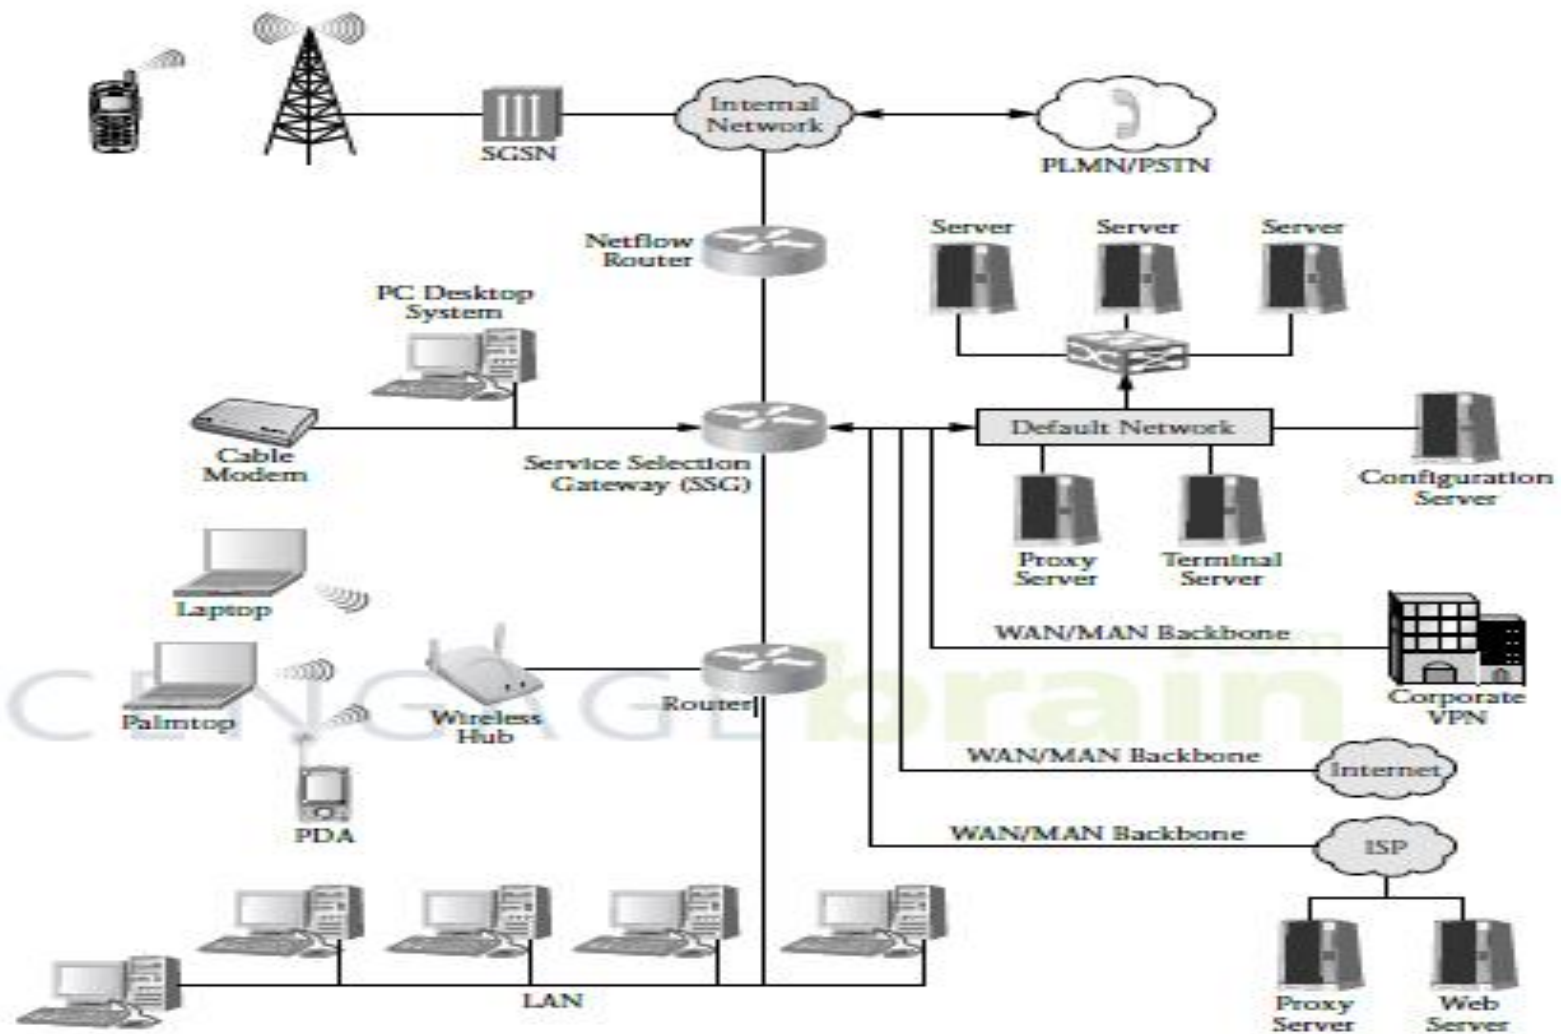 Internal
Network
SGSN
PLMN/PSTN
Netflow
Router
Server
Server
Server
PC Desktop
System
Default Network
Cable
Modem
Service Selection
Gateway (SSG)
Configuration
Server
Proxy
Server
Terminal
Server
Laptop
WAN/MAN Backbone
Corporate
VPN
Palmtop
Wireless
Hub
Router
CENGAGE brain.com
WAN/MAN Backbone
Internet
PDA
WAN/MAN Backbone
ISP
LAN
Proxy
Server
Web
Server